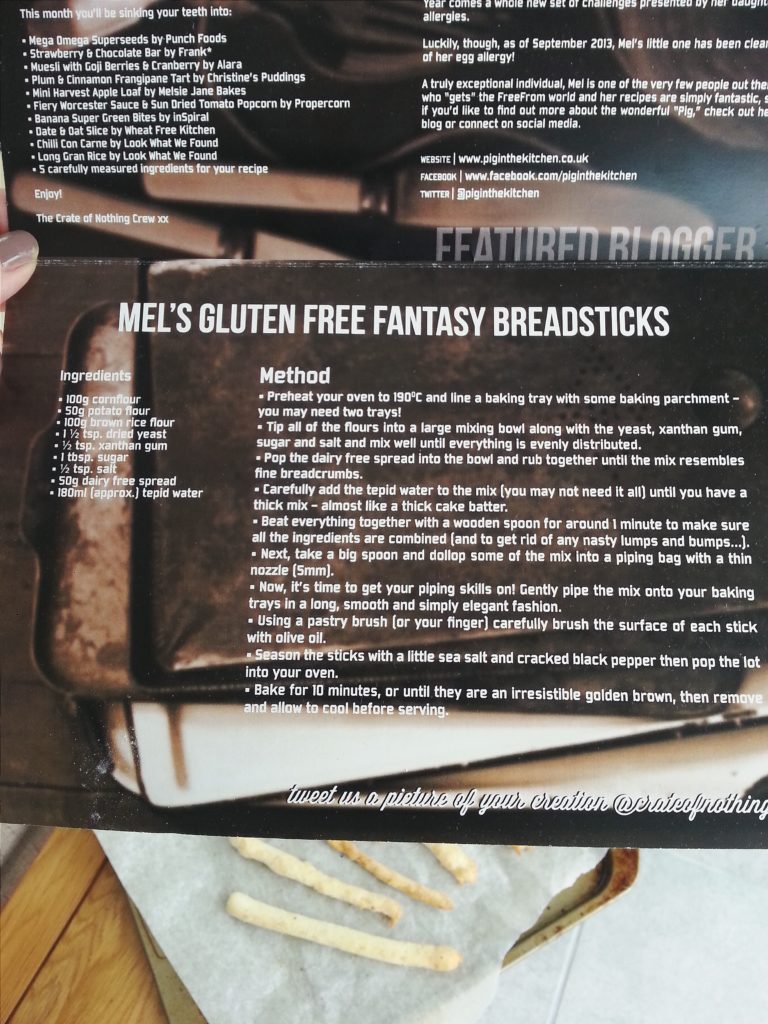 This month you'll be sinking your teeth into:
• Mega Omega Superseeds by Punch Foods
• Strawberry & Chocolate Bar by Frank*
• Muesli with Goji Berries & Cranberry by Alara
• Plum & Cinnamon Frangipane Tart by Christine's Puddings
• Mini Harvest Apple Loaf by Melsie Jane Bakes
• Fiery Worcester Sauce & Sun Dried Tomato Popcorn by Propercorn
• Banana Super Green Bites by inSpiral
• Date & Oat Slice by Wheat Free Kitchen
• Chilli Con Carne by Look What We Found
• Long Gran Rice by Look What We Found
• 5 carefully measured ingredients for your recipe
Enjoy!
The Crate of Nothing Crew xx
Year comes a whole new set of challenges presented by her
allergies.
Luckily, though, as of September 2013, Mel's little one has been
of her egg allergy!
A truly exceptional individual, Mel is one of the very few people out
who "gets" the FreeFrom world and her recipes are simply fantastic,
if you'd like to find out more about the wonderful "Pig," check out
blog or connect on social media.
WEBSITE | www.piginthekitchen.co.uk
FACEBOOK | www.facebook.com/piginthekitchen
TWITTER | @piginthekitchen
FEATURED BLOGGER
MEL'S GLUTEN FREE FANTASY BREADSTICKS
Ingredients
• 100g cornflour
• 50g potato flour
• 100g brown rice flour
• 1 ½ tsp. dried yeast
• ½ tsp. xanthan gum
• 1 tbsp. sugar
• ½ tsp. salt
• 50g dairy free spread
• 180ml (approx.) tepid water
Method
• Preheat your oven to 190ºC and line a baking tray with some baking parchment –
you may need two trays!
• Tip all of the flours into a large mixing bowl along with the yeast, xanthan gum,
sugar and salt and mix well until everything is evenly distributed.
• Pop the dairy free spread into the bowl and rub together until the mix resembles
fine breadcrumbs.
• Carefully add the tepid water to the mix (you may not need it all) until you have a
thick mix – almost like a thick cake batter.
• Beat everything together with a wooden spoon for around 1 minute to make sure
all the ingredients are combined (and to get rid of any nasty lumps and bumps...).
• Next, take a big spoon and dollop some of the mix into a piping bag with a thin
nozzle (5mm).
• Now, it's time to get your piping skills on! Gently pipe the mix onto your baking
trays in a long, smooth and simply elegant fashion.
• Using a pastry brush (or your finger) carefully brush the surface of each stick
with olive oil.
• Season the sticks with a little sea salt and cracked black pepper then pop the lot
into your oven.
• Bake for 10 minutes, or until they are an irresistible golden brown, then remove
and allow to cool before serving.
tweet us a picture of your creation @crateofnothing